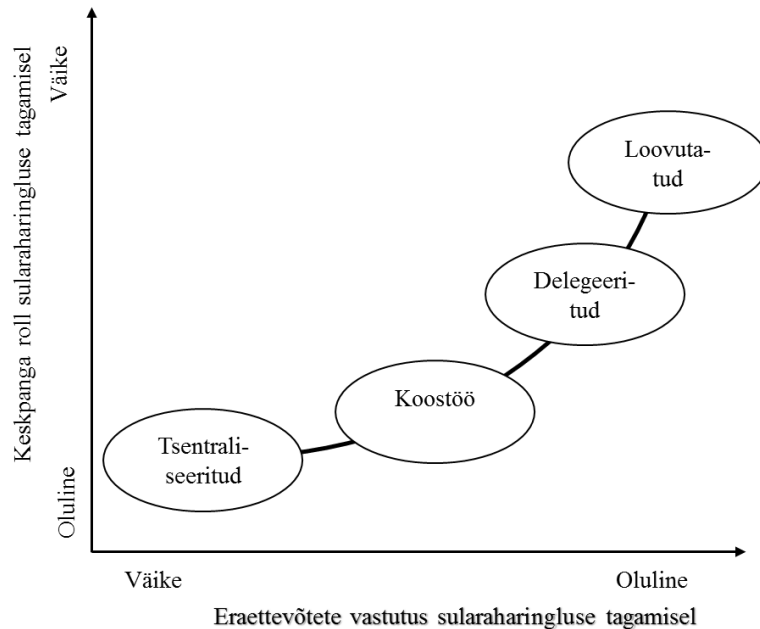 Keskpanga roll sularaharingluse tagamisel
Väike
Oluline
Loovuta-
tud
Delegeeri-
tud
Koostöö
Tsentrali-
seeritud
Väike
Oluline
Eraettevõtete vastutus sularaharingluse tagamisel